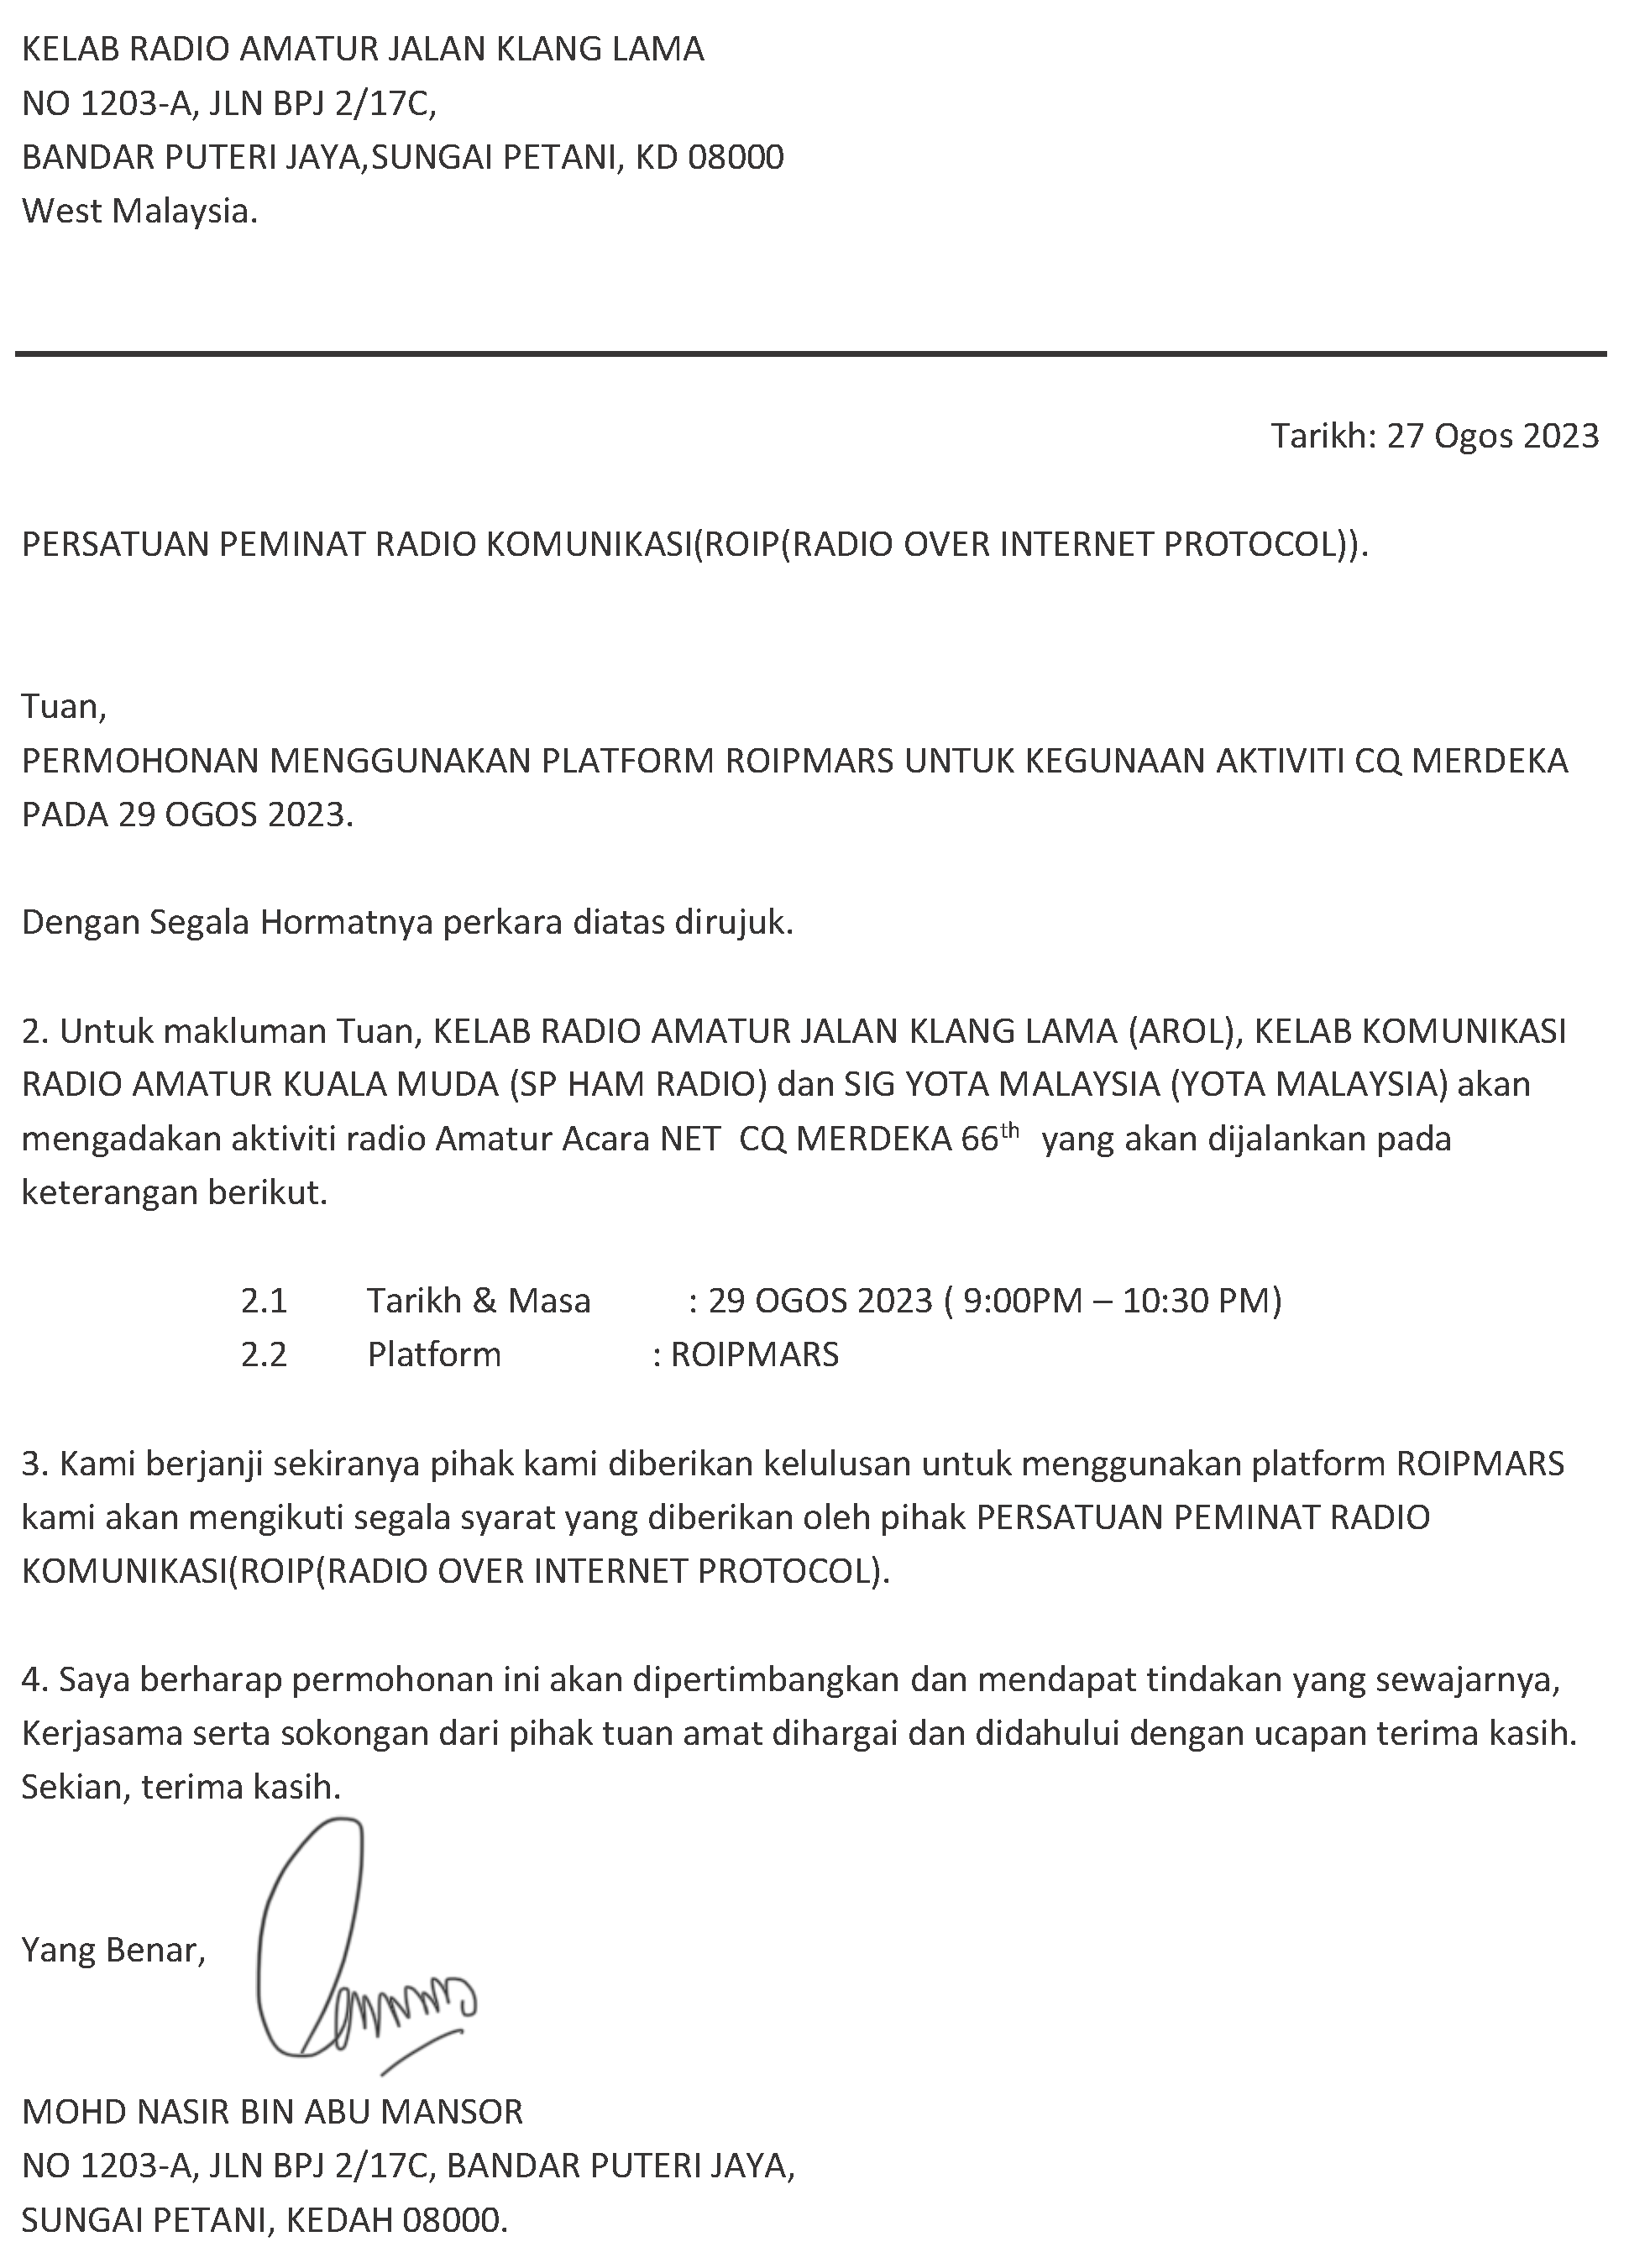 KELAB RADIO AMATUR JALAN KLANG LAMA
NO 1203-A, JLN BPJ 2/17C,
BANDAR PUTERI JAYA,SUNGAI PETANI, KD 08000
West Malaysia.
Tarikh: 27 Ogos 2023
PERSATUAN PEMINAT RADIO KOMUNIKASI(ROIP(RADIO OVER INTERNET PROTOCOL)).
Tuan,
PERMOHONAN MENGGUNAKAN PLATFORM ROIPMARS UNTUK KEGUNAAN AKTIVITI CQ MERDEKA
PADA 29 OGOS 2023.
Dengan Segala Hormatnya perkara diatas dirujuk.
2. Untuk makluman Tuan, KELAB RADIO AMATUR JALAN KLANG LAMA (AROL), KELAB KOMUNIKASI
RADIO AMATUR KUALA MUDA (SP HAM RADIO) dan SIG YOTA MALAYSIA (YOTA MALAYSIA) akan
mengadakan aktiviti radio Amatur Acara NET  CQ MERDEKA 66th  yang akan dijalankan pada
keterangan berikut.
2.1 Tarikh & Masa : 29 OGOS 2023 ( 9:00PM – 10:30 PM)
2.2 Platform : ROIPMARS
3. Kami berjanji sekiranya pihak kami diberikan kelulusan untuk menggunakan platform ROIPMARS
kami akan mengikuti segala syarat yang diberikan oleh pihak PERSATUAN PEMINAT RADIO
KOMUNIKASI(ROIP(RADIO OVER INTERNET PROTOCOL).
4. Saya berharap permohonan ini akan dipertimbangkan dan mendapat tindakan yang sewajarnya,
Kerjasama serta sokongan dari pihak tuan amat dihargai dan didahului dengan ucapan terima kasih.
Sekian, terima kasih.
Yang Benar,
MOHD NASIR BIN ABU MANSOR
NO 1203-A, JLN BPJ 2/17C, BANDAR PUTERI JAYA,
SUNGAI PETANI, KEDAH 08000.